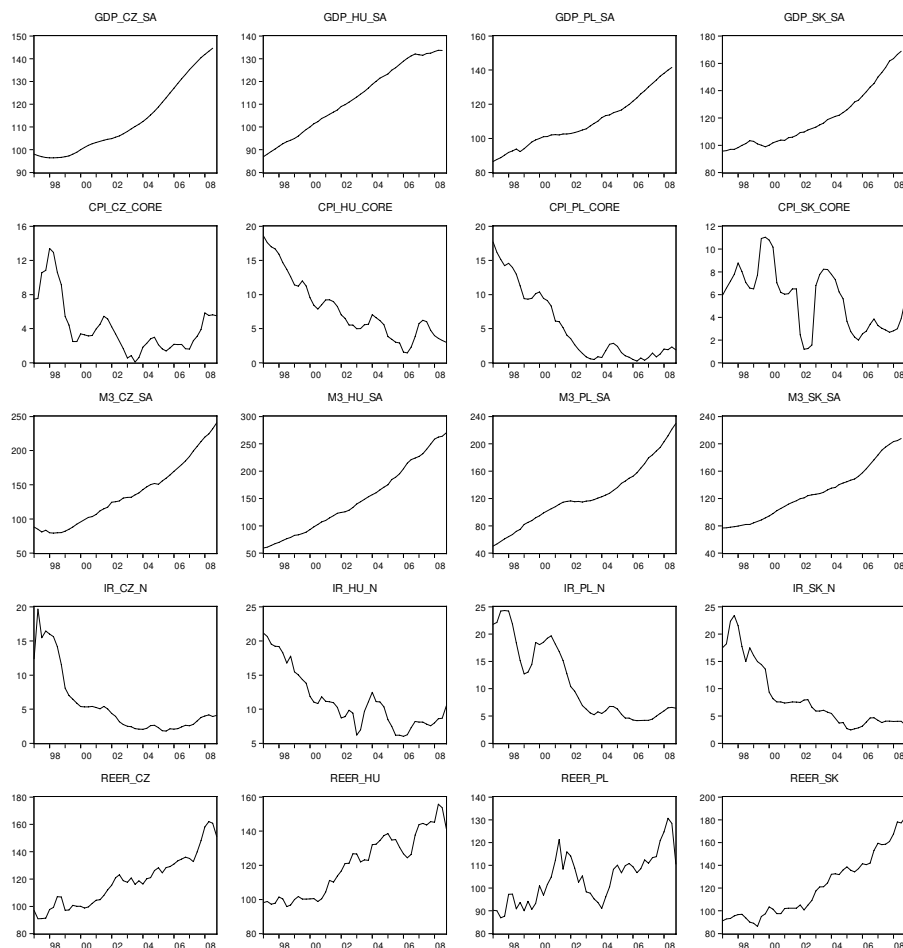 GDP_CZ_SA GDP_HU_SA GDP_PL_SA GDP_SK_SA
150 140 160 180
140 130 140 160
130 120 120 140
120 110 100 120
110 100 80 100
100 90 80
90 80
98 00 02 04 06 08 98 00 02 04 06 08 98 00 02 04 06 08 98 00 02 04 06 08
CPI_CZ_CORE CPI_HU_CORE CPI_PL_CORE CPI_SK_CORE
16 20 20 12
12 15 15 10
8 10 10 8
4 5 5 6
0 0 0 4
2
0
98 00 02 04 06 08 98 00 02 04 06 08 98 00 02 04 06 08 98 00 02 04 06 08
M3_CZ_SA M3_HU_SA M3_PL_SA M3_SK_SA
250 300 240 240
200 250 200 200
150 200 160 160
100 150 120 120
50 100 80 80
50 40 40
98 00 02 04 06 08 98 00 02 04 06 08 98 00 02 04 06 08 98 00 02 04 06 08
IR_CZ_N IR_HU_N IR_PL_N IR_SK_N
20 25 25 25
15 20 20 20
10 15 15 15
5 10 10 10
0 5 5 5
0 0
98 00 02 04 06 08 98 00 02 04 06 08 98 00 02 04 06 08 98 00 02 04 06 08
REER_CZ REER_HU REER_PL REER_SK
180 160 140 200
160 140 130 180
140 120 120 160
120 100 110 140
100 80 100 120
80 90 100
80 80
98 00 02 04 06 08 98 00 02 04 06 08 98 00 02 04 06 08 98 00 02 04 06 08